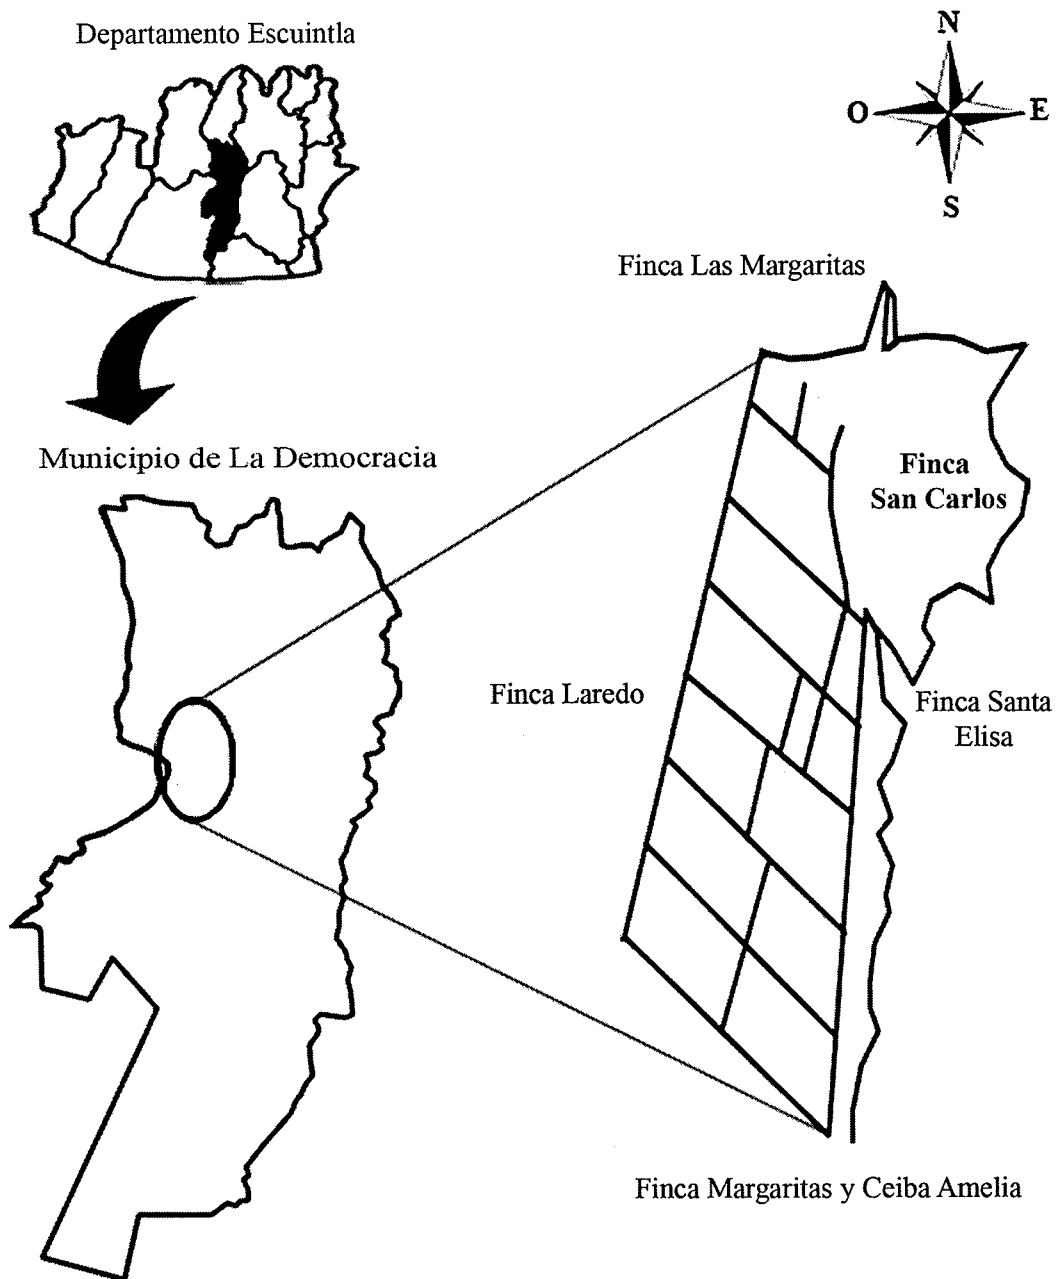 Departamento Escuintla
N
O
E
S
Finca Las Margaritas
Municipio de La Democracia
Finca
San Carlos
Finca Laredo
Finca Santa
Elisa
Finca Margaritas y Ceiba Amelia